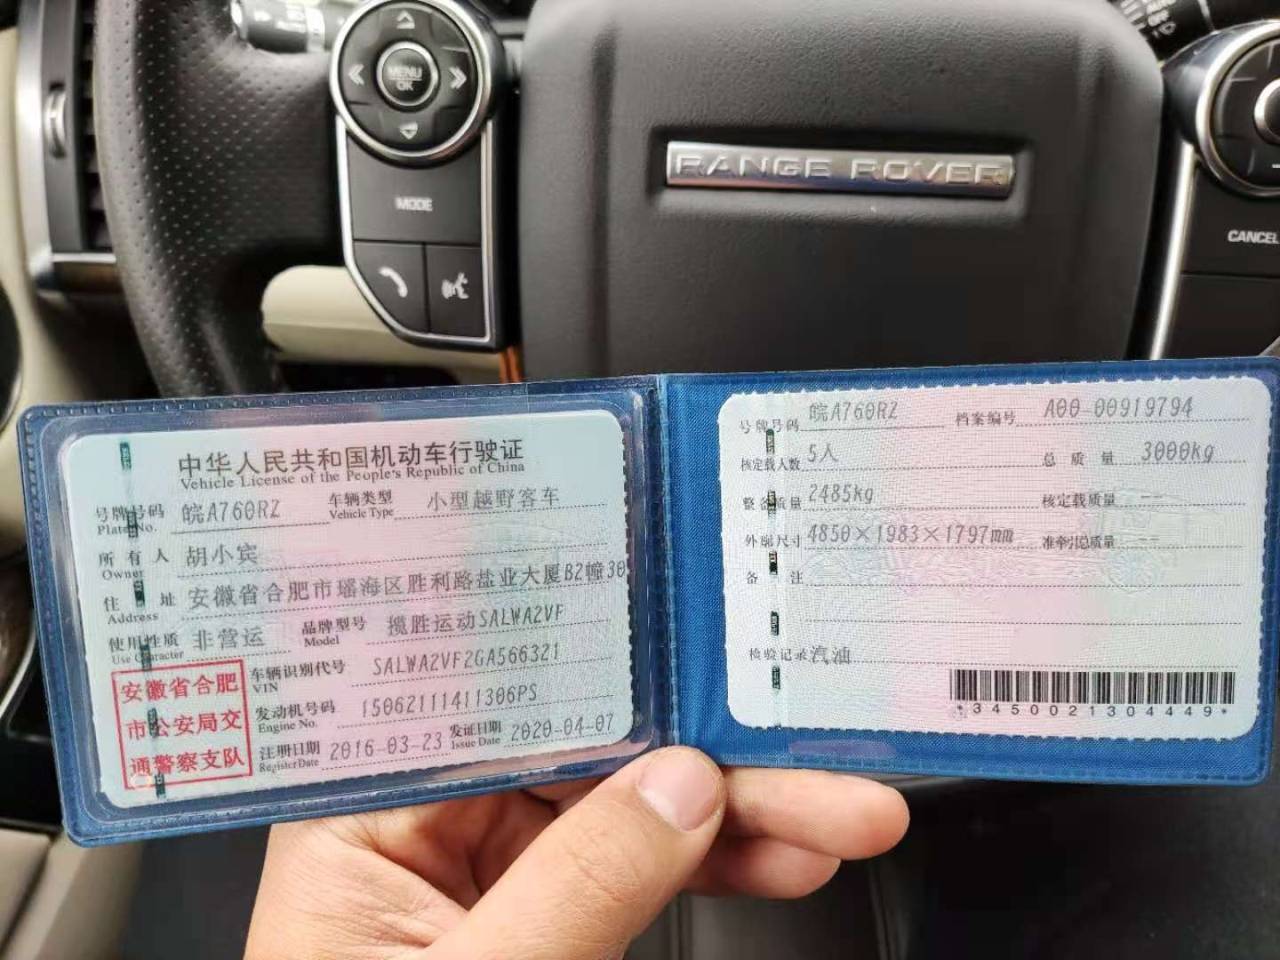 MENU
OK
MODE
RANGE ROVER
CANCEL
中华人民共和国机动车行驶证
Vehicle License of the People's Republic of China
号牌号码 皖A760RZ 车辆类型 小型越野客车
Plate No. Vehicle Type
所有人 胡小宾
Owner
住址 安徽省合肥市瑶海区胜利路盐业大厦B2幢30
Address
使用性质 非营运 品牌型号 揽胜运动SALWA2VF
Use Character Model
安徽省合肥
市公安局交
通警察支队
车辆识别代号 SALWA2VF2GA566321
VIN
发动机号码 15062111411306PS
Engine No.
注册日期 2016-03-23 发证日期 2020-04-07
Register Date Issue Date
号牌号码 皖A760RZ 档案编号 A00-00919794
核定载人数 5人 总质量 3000kg
整备质量 2485kg 核定载质量 --
外廓尺寸 4850×1983×1797mm 准牵引总质量 --
备注
检验记录 汽油
*3450021304449*